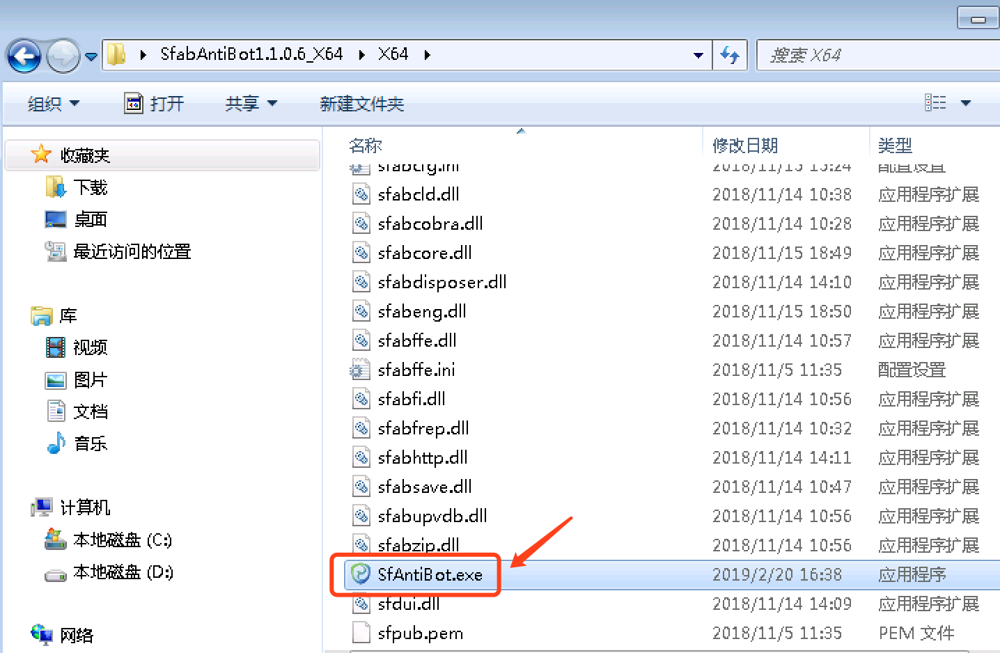 SfabAntiBot1.1.0.6_X64 X64 搜索 X64
组织 打开 共享 新建文件夹
收藏夹
下载
桌面
最近访问的位置
库
视频
图片
文档
音乐
计算机
本地磁盘 (C:)
本地磁盘 (D:)
网络
名称 修改日期 类型
sfabcfg.ini 2018/11/15 15:24 配置设置
sfabcld.dll 2018/11/14 10:38 应用程序扩展
sfabcobra.dll 2018/11/14 10:28 应用程序扩展
sfabcore.dll 2018/11/15 18:49 应用程序扩展
sfabdisposer.dll 2018/11/14 14:10 应用程序扩展
sfabeng.dll 2018/11/15 18:50 应用程序扩展
sfabffe.dll 2018/11/14 10:57 应用程序扩展
sfabffe.ini 2018/11/5 11:35 配置设置
sfabfi.dll 2018/11/14 10:56 应用程序扩展
sfabfrep.dll 2018/11/14 10:32 应用程序扩展
sfabhttp.dll 2018/11/14 14:11 应用程序扩展
sfabsave.dll 2018/11/14 10:47 应用程序扩展
sfabupvdb.dll 2018/11/14 10:56 应用程序扩展
sfabzip.dll 2018/11/14 10:56 应用程序扩展
SfAntiBot.exe 2019/2/20 16:38 应用程序
sfdui.dll 2018/11/14 14:09 应用程序扩展
sfpub.pem 2018/11/5 11:35 PEM 文件